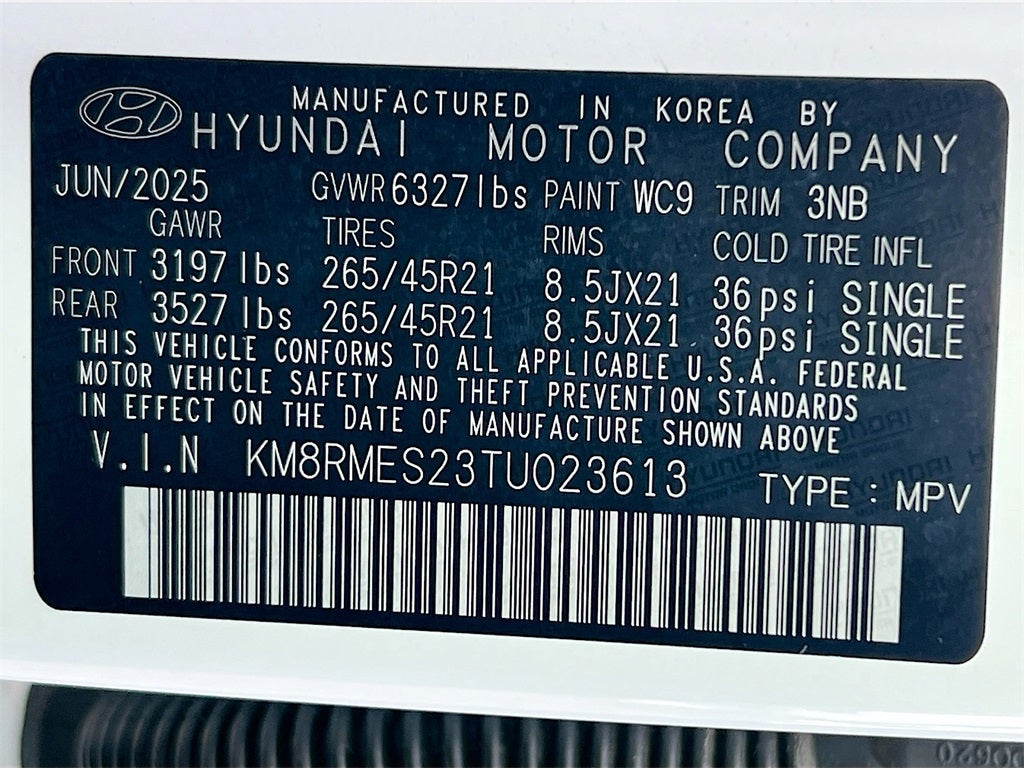 MANUFACTURED IN KOREA BY
HYUNDAI MOTOR COMPANY
JUN/2025 GVWR 6327 lbs PAINT WC9 TRIM 3NB
GAWR TIRES RIMS COLD TIRE INFL
FRONT 3197 lbs 265/45R21 8.5JX21 36psi SINGLE
REAR 3527 lbs 265/45R21 8.5JX21 36psi SINGLE
THIS VEHICLE CONFORMS TO ALL APPLICABLE U.S.A. FEDERAL
MOTOR VEHICLE SAFETY AND THEFT PREVENTION STANDARDS
IN EFFECT ON THE DATE OF MANUFACTURE SHOWN ABOVE
V.I.N KM8RMES23TU023613 TYPE : MPV